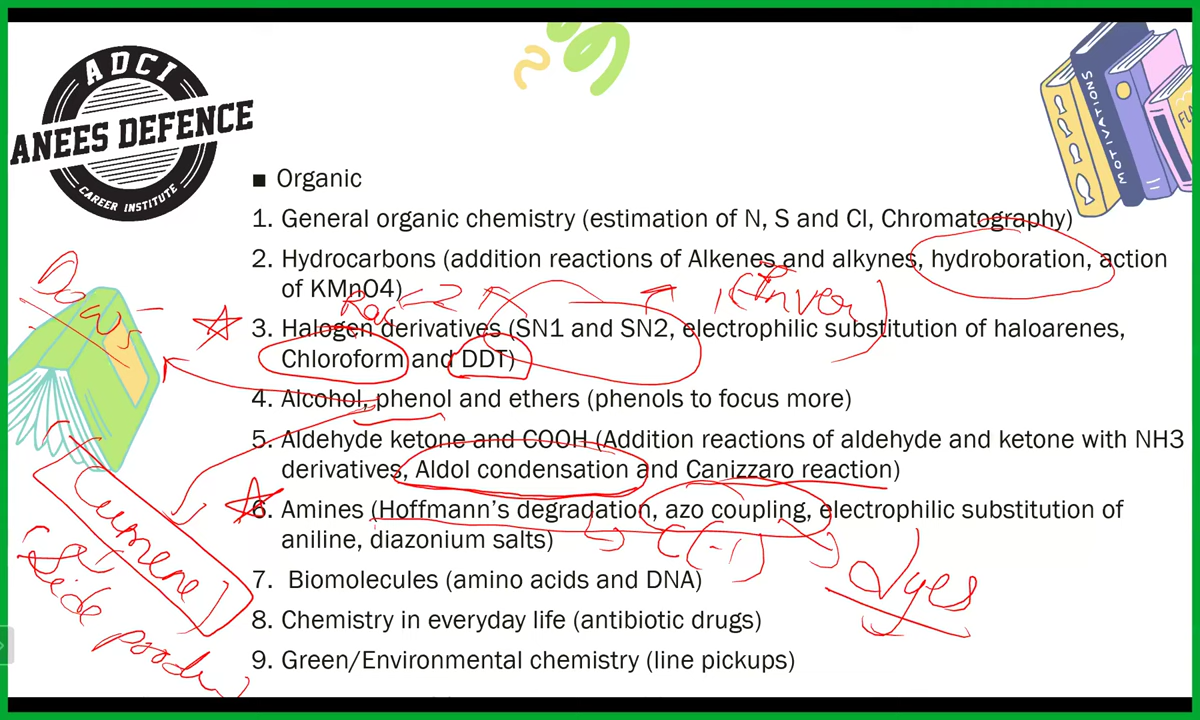 ADCI
ANEES DEFENCE
CAREER INSTITUTE
MOTIVATIONS
■ Organic
1. General organic chemistry (estimation of N, S and Cl, Chromatography)
2. Hydrocarbons (addition reactions of Alkenes and alkynes, hydroboration, action
of KMnO4)
3. Halogen derivatives (SN1 and SN2, electrophilic substitution of haloarenes,
Chloroform and DDT)
4. Alcohol, phenol and ethers (phenols to focus more)
5. Aldehyde ketone and COOH (Addition reactions of aldehyde and ketone with NH3
derivatives, Aldol condensation and Canizzaro reaction)
6. Amines (Hoffmann's degradation, azo coupling, electrophilic substitution of
aniline, diazonium salts)
7. Biomolecules (amino acids and DNA)
8. Chemistry in everyday life (antibiotic drugs)
9. Green/Environmental chemistry (line pickups)
Dow's
Rac
(Inver)
Cumene
Side
C(-1)
Dyes